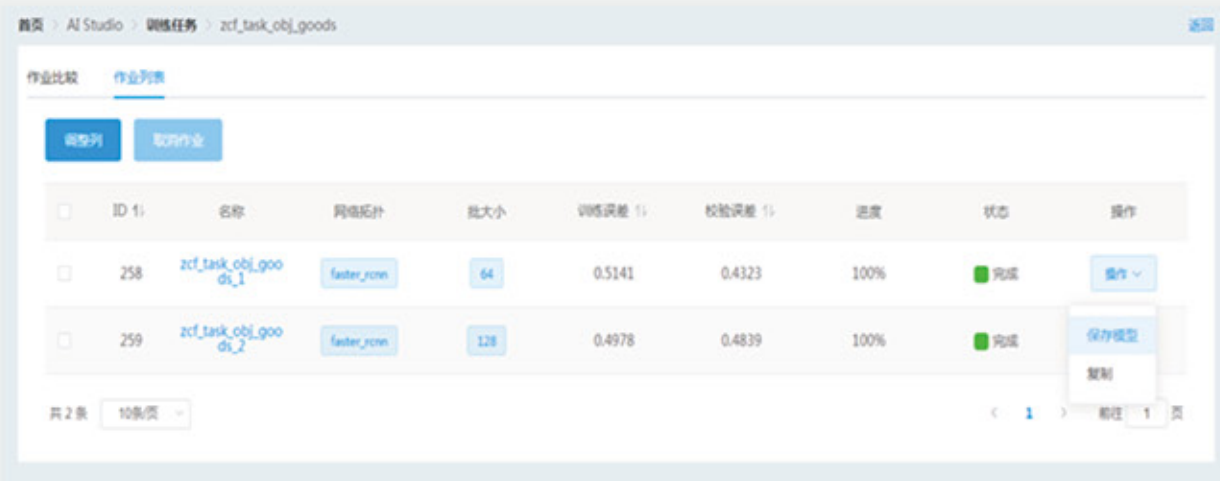 首页 > AI Studio > 训练任务 > zcf_task_obj_goods 返回
作业比较 作业列表
调整列 取消作业
ID 名称 网络拓扑 批大小 训练误差 校验误差 进度 状态 操作
258 zcf_task_obj_goo
ds_1 faster_rcnn 64 0.5141 0.4323 100% 完成 操作
259 zcf_task_obj_goo
ds_2 faster_rcnn 128 0.4978 0.4839 100% 完成
保存模型
复制
共 2 条 10条/页 < 1 > 前往 1 页